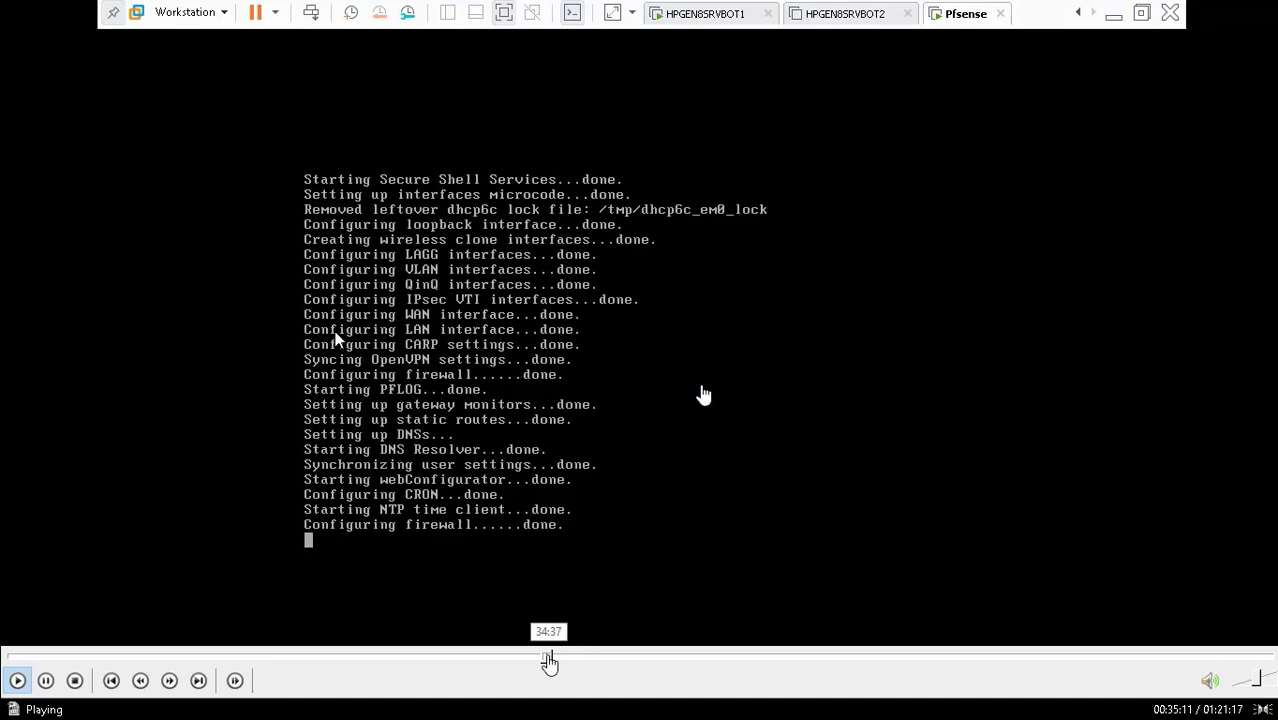 Workstation
HPGEN8SRVBOT1
HPGEN8SRVBOT2
Pfsense
Starting Secure Shell Services...done.
Setting up interfaces microcode...done.
Removed leftover dhcp6c lock file: /tmp/dhcp6c_em0_lock
Configuring loopback interface...done.
Creating wireless clone interfaces...done.
Configuring LAGG interfaces...done.
Configuring VLAN interfaces...done.
Configuring QinQ interfaces...done.
Configuring IPsec VTI interfaces...done.
Configuring WAN interface...done.
Configuring LAN interface...done.
Configuring CARP settings...done.
Syncing OpenVPN settings...done.
Configuring firewall......done.
Starting PFLOG...done.
Setting up gateway monitors...done.
Setting up static routes...done.
Setting up DNSs...
Starting DNS Resolver...done.
Synchronizing user settings...done.
Starting webConfigurator...done.
Configuring CRON...done.
Starting NTP time client...done.
Configuring firewall......done.
34:37
Playing
00:35:11 / 01:21:17